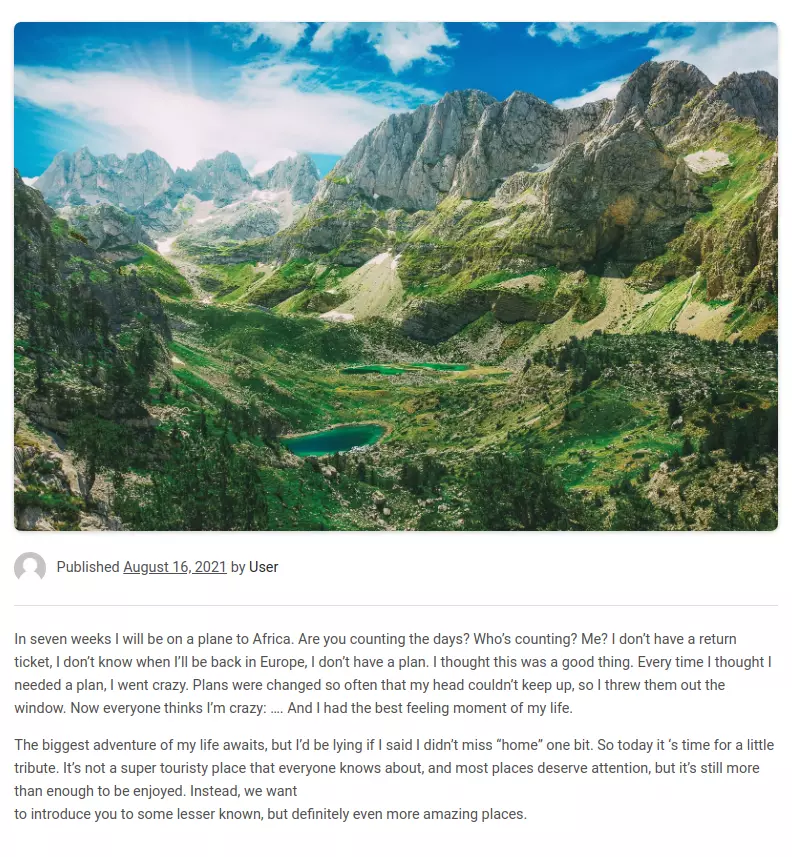 Published August 16, 2021 by User
In seven weeks I will be on a plane to Africa. Are you counting the days? Who’s counting? Me? I don’t have a return
ticket, I don’t know when I’ll be back in Europe, I don’t have a plan. I thought this was a good thing. Every time I thought I
needed a plan, I went crazy. Plans were changed so often that my head couldn’t keep up, so I threw them out the
window. Now everyone thinks I’m crazy: …. And I had the best feeling moment of my life.
The biggest adventure of my life awaits, but I’d be lying if I said I didn’t miss “home” one bit. So today it ‘s time for a little
tribute. It’s not a super touristy place that everyone knows about, and most places deserve attention, but it’s still more
than enough to be enjoyed. Instead, we want
to introduce you to some lesser known, but definitely even more amazing places.